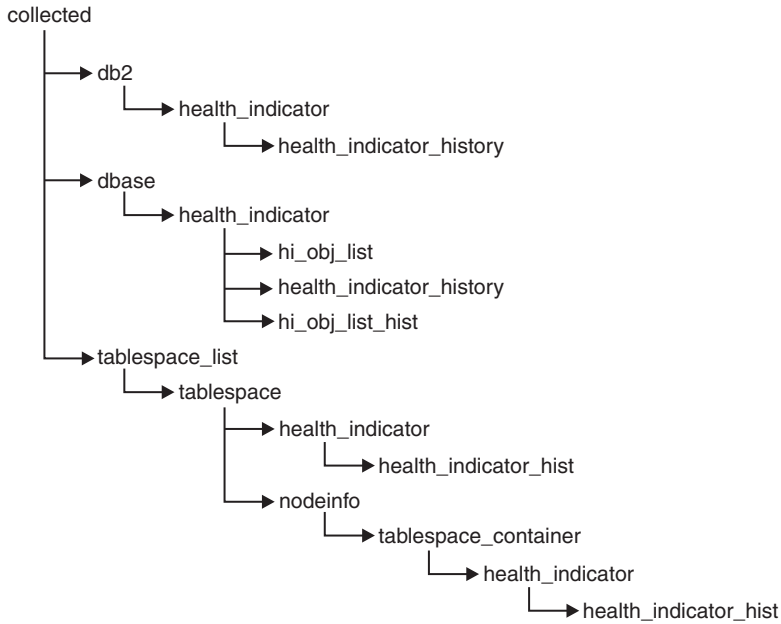 collected
db2
health_indicator
health_indicator_history
dbase
health_indicator
hi_obj_list
health_indicator_history
hi_obj_list_hist
tablespace_list
tablespace
health_indicator
health_indicator_hist
nodeinfo
tablespace_container
health_indicator
health_indicator_hist